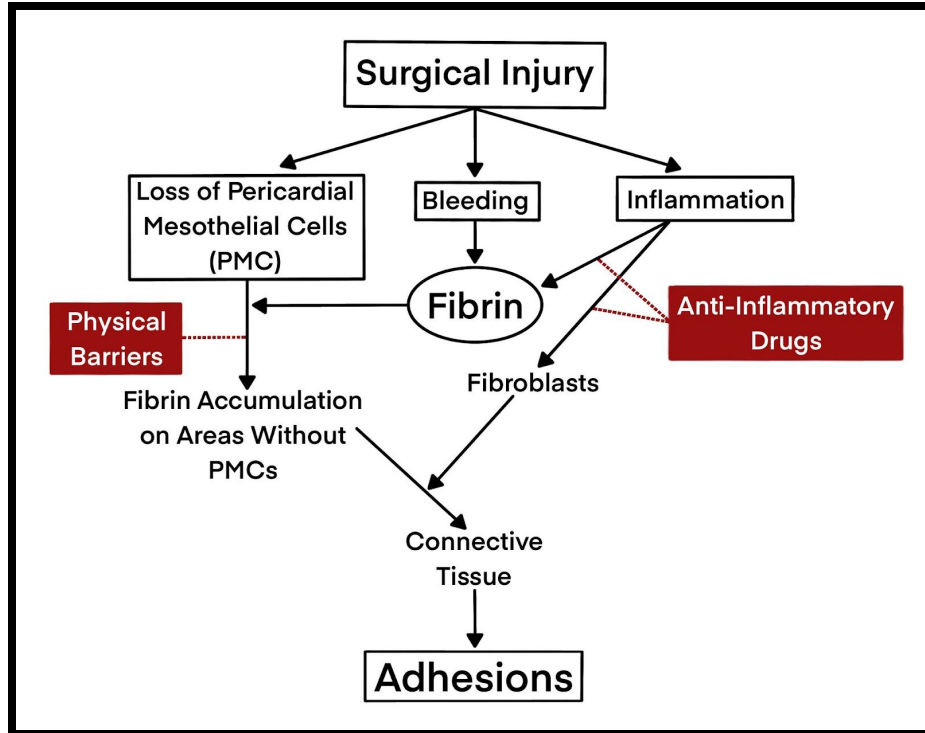 Surgical Injury
Loss of Pericardial
Mesothelial Cells
(PMC)
Bleeding
Inflammation
Fibrin
Physical
Barriers
Anti-Inflammatory
Drugs
Fibroblasts
Fibrin Accumulation
on Areas Without
PMCs
Connective
Tissue
Adhesions